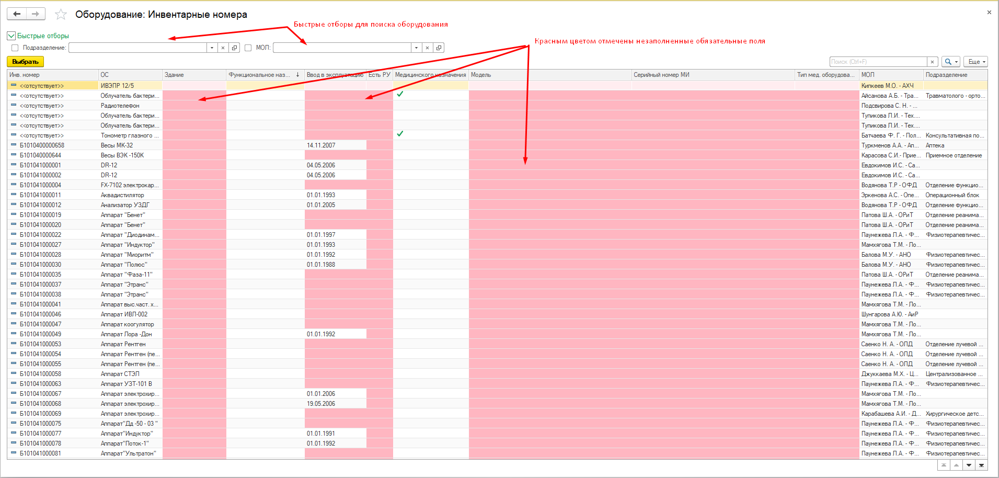 Оборудование: Инвентарные номера
Быстрые отборы для поиска оборудования
Быстрые отборы
Красным цветом отмечены незаполненные обязательные поля
Подразделение: МОЛ:
Выбрать Поиск (Ctrl+F) Еще
Инв. номер ОС Здание Функциональное наз... Ввод в эксплуатацию Есть РУ Медицинского назначения Модель Серийный номер МИ Тип мед. оборудова... МОЛ Подразделение
<<отсутствует>> ИВЭПР 12/5 Кипкеев М.О. - АХЧ
<<отсутствует>> Облучатель бактери... Айсанова А.Б. - Тра... Травматолого - орто...
<<отсутствует>> Радиотелефон Подсвирова С. Н. - ...
<<отсутствует>> Облучатель бактери... Тупикова Л.И. - Тех....
<<отсутствует>> Облучатель бактери... Тупикова Л.И. - Тех....
<<отсутствует>> Тонометр глазного ... Батчаева Ф. Г. - Пол... Консультативная по...
Б1010400000658 Весы МК-32 14.11.2007 Туркменов А.А. - Ап... Аптека
Б101040000644 Весы ВЭК -150К Карасова С.И.- Прие... Приемное отделение
Б101041000001 DR-12 04.05.2006 Евдокимов И.С. - Са...
Б101041000002 DR-12 04.05.2006 Евдокимов И.С. - Са...
Б101041000004 FX-7102 электрокар... Водянова Т.Р - ОФД Отделение функцио...
Б101041000011 Аквадистилятор 01.01.1993 Эркенова А.С. - Опе... Операционный блок
Б101041000012 Анализатор УЗДГ 01.01.2005 Водянова Т.Р - ОФД Отделение функцио...
Б101041000019 Аппарат "Бенет" Патова Ш.А. - ОРиТ Отделение реанима...
Б101041000020 Аппарат "Бенет" Патова Ш.А. - ОРиТ Отделение реанима...
Б101041000022 Аппарат "Диодинам... 01.01.1997 Паунежева Л.А. - Ф... Физиотерапевтичес...
Б101041000027 Аппарат "Индуктор" 01.01.1993 Мамхягова Т.М. - Ло...
Б101041000028 Аппарат "Миоритм" 01.01.1992 Балова М.У. - АНО Физиотерапевтичес...
Б101041000030 Аппарат "Полюс" 01.01.1988 Балова М.У. - АНО Физиотерапевтичес...
Б101041000035 Аппарат "Фаза-11" Патова Ш.А. - ОРиТ Отделение реанима...
Б101041000037 Аппарат "Этранс" Паунежева Л.А. - Ф... Физиотерапевтичес...
Б101041000038 Аппарат "Этранс" Паунежева Л.А. - Ф... Физиотерапевтичес...
Б101041000041 Аппарат выс.част. х... Мамхягова Т.М. - Ло...
Б101041000046 Аппарат ИВЛ-002 Шунгарова А.Ю. - АиР
Б101041000047 Аппарат коогулятор Мамхягова Т.М. - Ло...
Б101041000049 Аппарат Лора -Дон 01.01.1992 Мамхягова Т.М. - Ло...
Б101041000053 Аппарат Рентген Саенко Н. А. - ОЛД Отделение лучевой ...
Б101041000054 Аппарат Рентген (пе... Саенко Н. А. - ОЛД Отделение лучевой ...
Б101041000055 Аппарат Рентген (пе... Саенко Н. А. - ОЛД Отделение лучевой ...
Б101041000058 Аппарат СТЭЛ Джуккаева М.Х. - Ц... Централизованное ...
Б101041000063 Аппарат УЗТ-101 В Паунежева Л.А. - Ф... Физиотерапевтичес...
Б101041000067 Аппарат электрохир... 01.01.2006 Мамхягова Т.М. - Ло...
Б101041000068 Аппарат электрохир... 19.05.2006 Мамхягова Т.М. - Ло...
Б101041000069 Аппарат электрохир... Карабашева А.И. - Д... Хирургическое детс...
Б101041000075 Аппарат"Дд -50 - 03 " Паунежева Л.А. - Ф... Физиотерапевтичес...
Б101041000077 Аппарат"Индуктор" 01.01.1991 Паунежева Л.А. - Ф... Физиотерапевтичес...
Б101041000078 Аппарат"Поток-1" 01.01.1992 Паунежева Л.А. - Ф... Физиотерапевтичес...
Б101041000081 Аппарат"Ультратон" Паунежева Л.А. - Ф... Физиотерапевтичес...